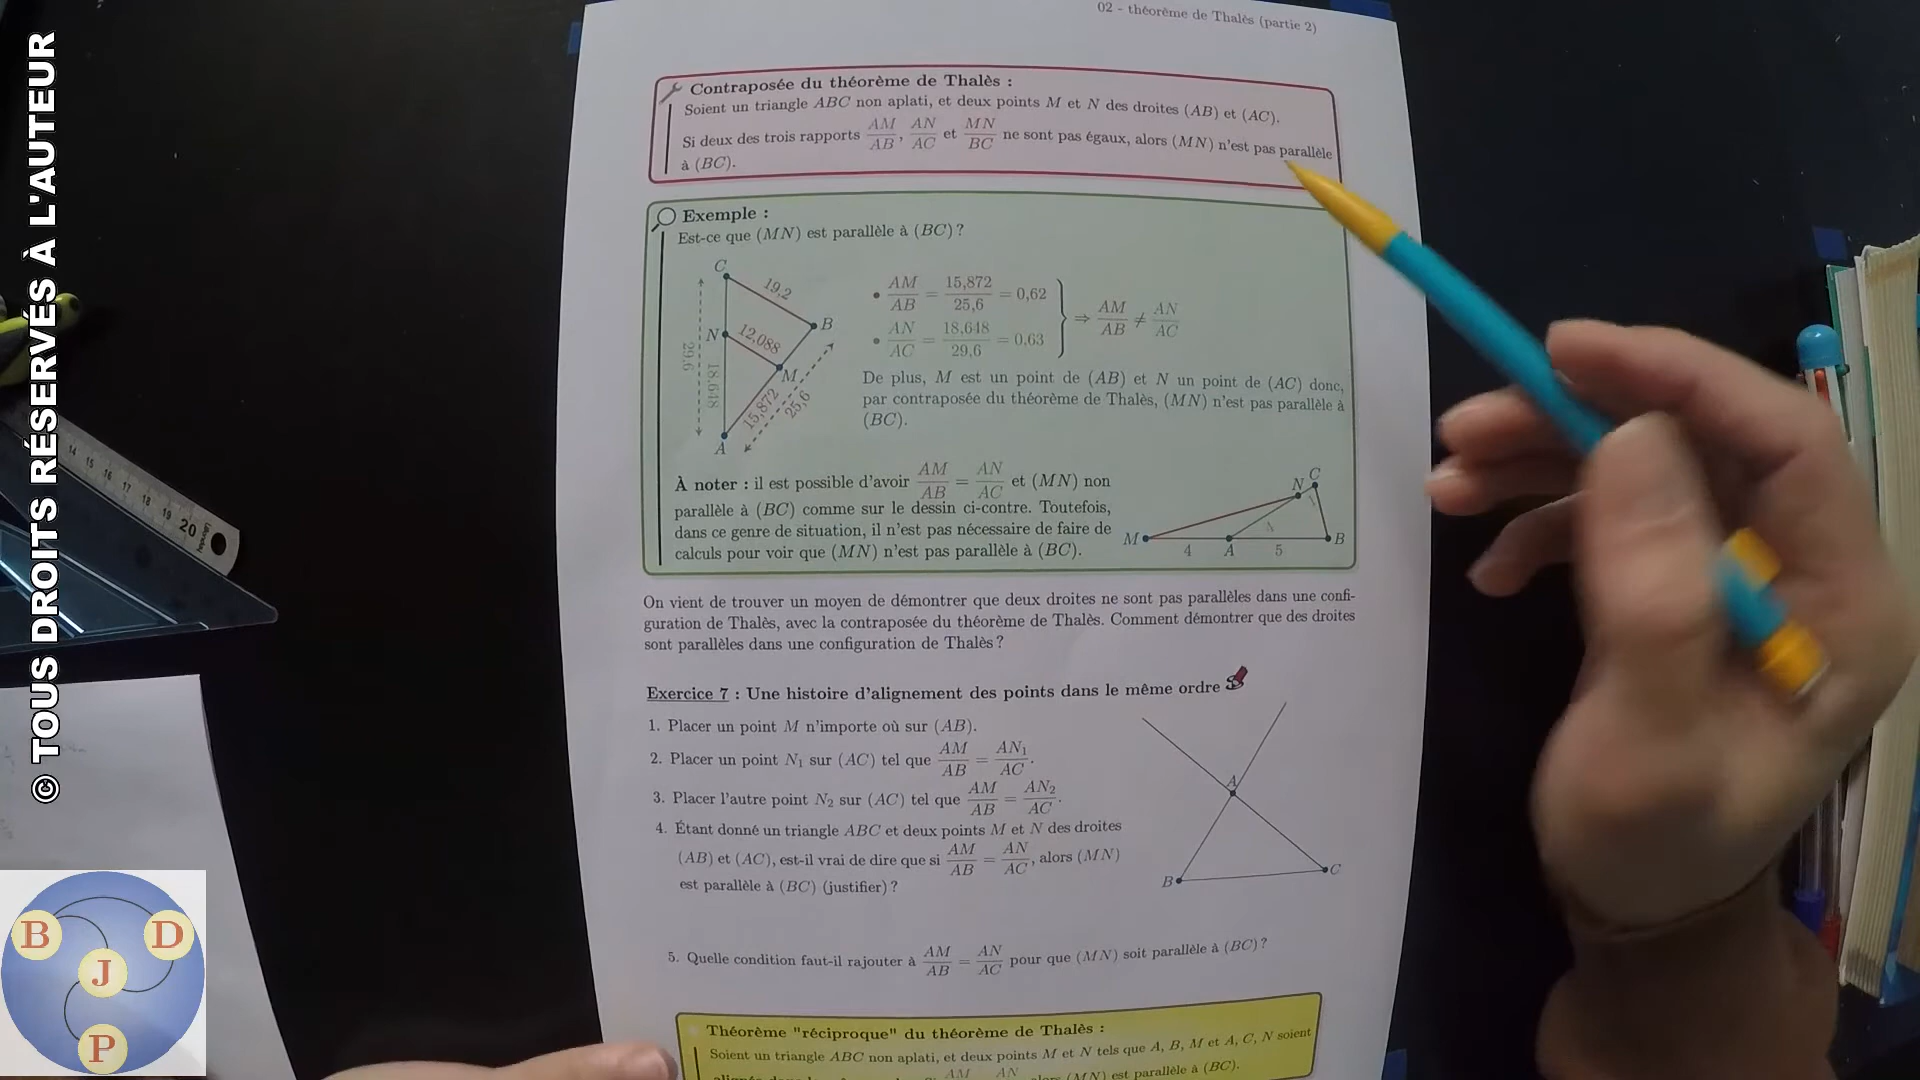 02 - théorème de Thalès (partie 2)
© TOUS DROITS RÉSERVÉS À L'AUTEUR
Contraposée du théorème de Thalès :
Soient un triangle ABC non aplati, et deux points M et N des droites (AB) et (AC).
Si deux des trois rapports AM/AB, AN/AC et MN/BC ne sont pas égaux, alors (MN) n'est pas parallèle
à (BC).
Exemple :
Est-ce que (MN) est parallèle à (BC) ?
C
19,2
B
N
12,088
M
29,6
18,648
15,872
25,6
A
• AM/AB = 15,872/25,6 = 0,62
• AN/AC = 18,648/29,6 = 0,63
⇒ AM/AB ≠ AN/AC
De plus, M est un point de (AB) et N un point de (AC) donc,
par contraposée du théorème de Thalès, (MN) n'est pas parallèle à
(BC).
À noter : il est possible d'avoir AM/AB = AN/AC et (MN) non
parallèle à (BC) comme sur le dessin ci-contre. Toutefois,
dans ce genre de situation, il n'est pas nécessaire de faire de
calculs pour voir que (MN) n'est pas parallèle à (BC).
N C
M 4 A 5 B
On vient de trouver un moyen de démontrer que deux droites ne sont pas parallèles dans une confi-
guration de Thalès, avec la contraposée du théorème de Thalès. Comment démontrer que des droites
sont parallèles dans une configuration de Thalès ?
Exercice 7 : Une histoire d'alignement des points dans le même ordre
1. Placer un point M n'importe où sur (AB).
2. Placer un point N₁ sur (AC) tel que AM/AB = AN₁/AC.
3. Placer l'autre point N₂ sur (AC) tel que AM/AB = AN₂/AC.
4. Étant donné un triangle ABC et deux points M et N des droites
(AB) et (AC), est-il vrai de dire que si AM/AB = AN/AC, alors (MN)
est parallèle à (BC) (justifier) ?
A
B
C
5. Quelle condition faut-il rajouter à AM/AB = AN/AC pour que (MN) soit parallèle à (BC) ?
Théorème "réciproque" du théorème de Thalès :
Soient un triangle ABC non aplati, et deux points M et N tels que A, B, M et A, C, N soient
AM AN alors (MN) est parallèle à (BC).
14 15 16 17 18 19 20
B D
J
P